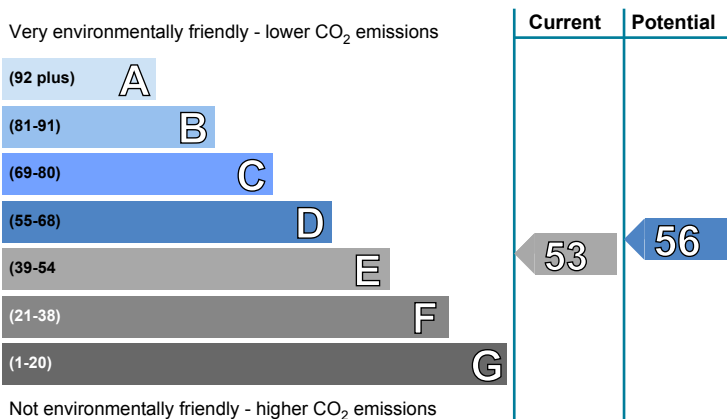 Current Potential
Very environmentally friendly - lower CO2 emissions
(92 plus) A
(81-91) B
(69-80) C
(55-68) D
(39-54 E
53 56
(21-38) F
(1-20) G
Not environmentally friendly - higher CO2 emissions